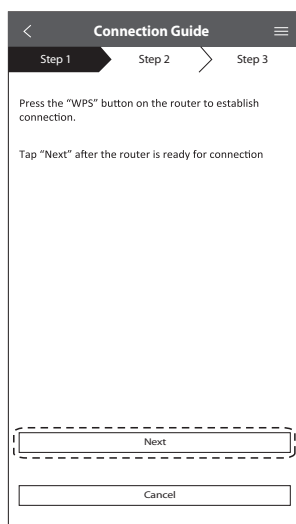 Connection Guide
Step 1 Step 2 Step 3
Press the “WPS” button on the router to establish
connection.
Tap “Next” after the router is ready for connection
Next
Cancel